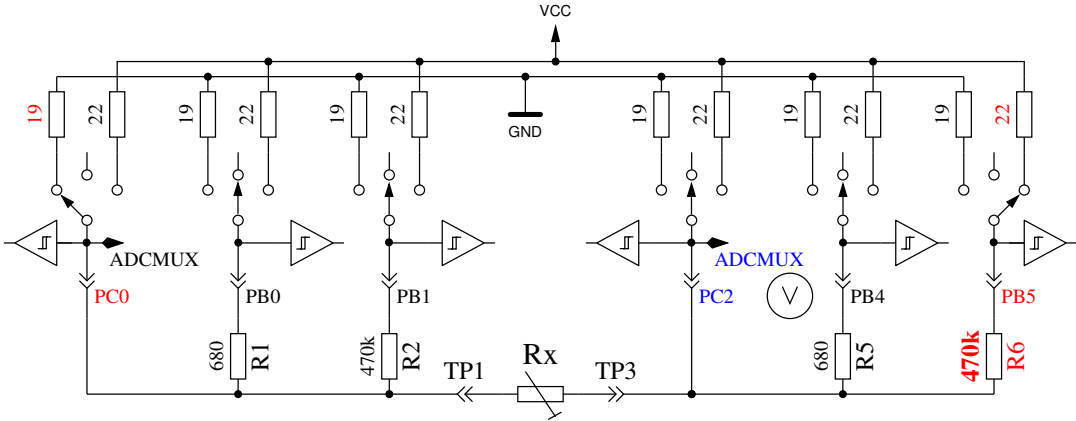 VCC
19 22 19 22 19 22 19 22 19 22 19 22
GND
ADCMUX ADCMUX
PC0 PB0 PB1 PC2 V PB4 PB5
680 R1 470k R2 680 R5 470k R6
TP1 Rx TP3